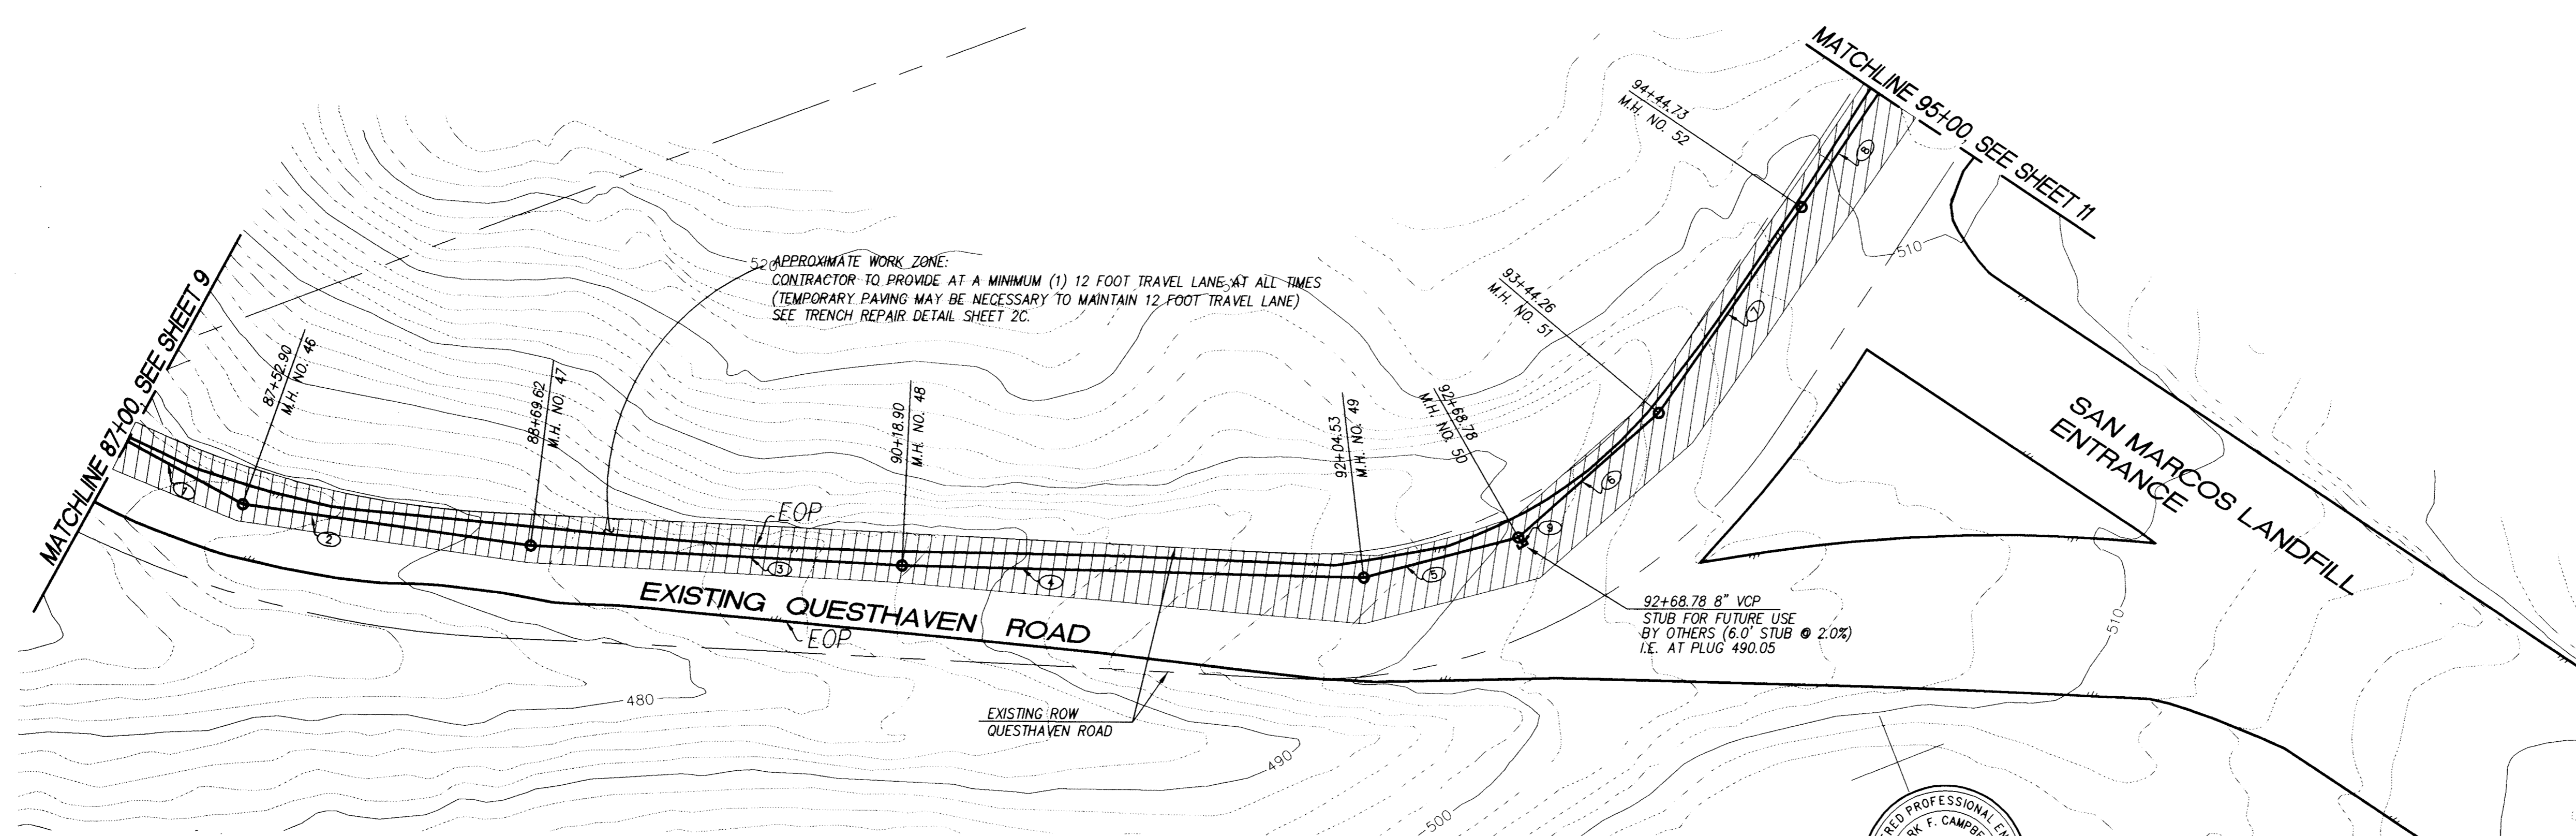 MATCHLINE 87+00, SEE SHEET 9
87+52.90
M.H. NO. 46
88+69.62
M.H. NO. 47
520
APPROXIMATE WORK ZONE:
CONTRACTOR TO PROVIDE AT A MINIMUM (1) 12 FOOT TRAVEL LANE AT ALL TIMES
(TEMPORARY PAVING MAY BE NECESSARY TO MAINTAIN 12 FOOT TRAVEL LANE)
SEE TRENCH REPAIR DETAIL SHEET 2C.
90+18.90
M.H. NO. 48
92+04.53
M.H. NO. 49
92+68.78
M.H. NO. 50
93+44.26
M.H. NO. 51
94+44.73
M.H. NO. 52
MATCHLINE 95+00, SEE SHEET 11
1
2
3
4
5
6
7
8
9
EOP
EXISTING QUESTHAVEN ROAD
EOP
EXISTING ROW
QUESTHAVEN ROAD
92+68.78 8" VCP
STUB FOR FUTURE USE
BY OTHERS (6.0' STUB @ 2.0%)
I.E. AT PLUG 490.05
SAN MARCOS LANDFILL
ENTRANCE
510
510
480
490
500
PROFESSIONAL
F.